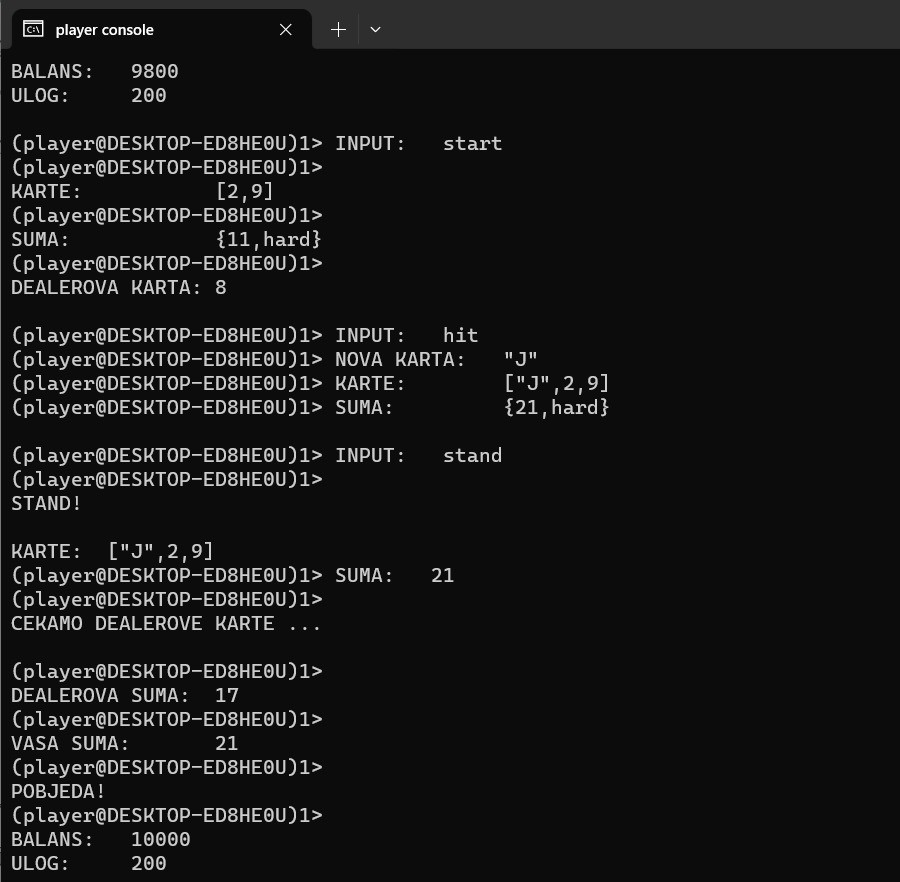 player console
BALANS:   9800
ULOG:     200
(player@DESKTOP-ED8HE0U)1> INPUT:   start
(player@DESKTOP-ED8HE0U)1>
KARTE:           [2,9]
(player@DESKTOP-ED8HE0U)1>
SUMA:            {11,hard}
(player@DESKTOP-ED8HE0U)1>
DEALEROVA KARTA: 8
(player@DESKTOP-ED8HE0U)1> INPUT:   hit
(player@DESKTOP-ED8HE0U)1> NOVA KARTA:   "J"
(player@DESKTOP-ED8HE0U)1> KARTE:        ["J",2,9]
(player@DESKTOP-ED8HE0U)1> SUMA:         {21,hard}
(player@DESKTOP-ED8HE0U)1> INPUT:   stand
(player@DESKTOP-ED8HE0U)1>
STAND!
KARTE:  ["J",2,9]
(player@DESKTOP-ED8HE0U)1> SUMA:   21
(player@DESKTOP-ED8HE0U)1>
CEKAMO DEALEROVE KARTE ...
(player@DESKTOP-ED8HE0U)1>
DEALEROVA SUMA:  17
(player@DESKTOP-ED8HE0U)1>
VASA SUMA:       21
(player@DESKTOP-ED8HE0U)1>
POBJEDA!
(player@DESKTOP-ED8HE0U)1>
BALANS:   10000
ULOG:     200